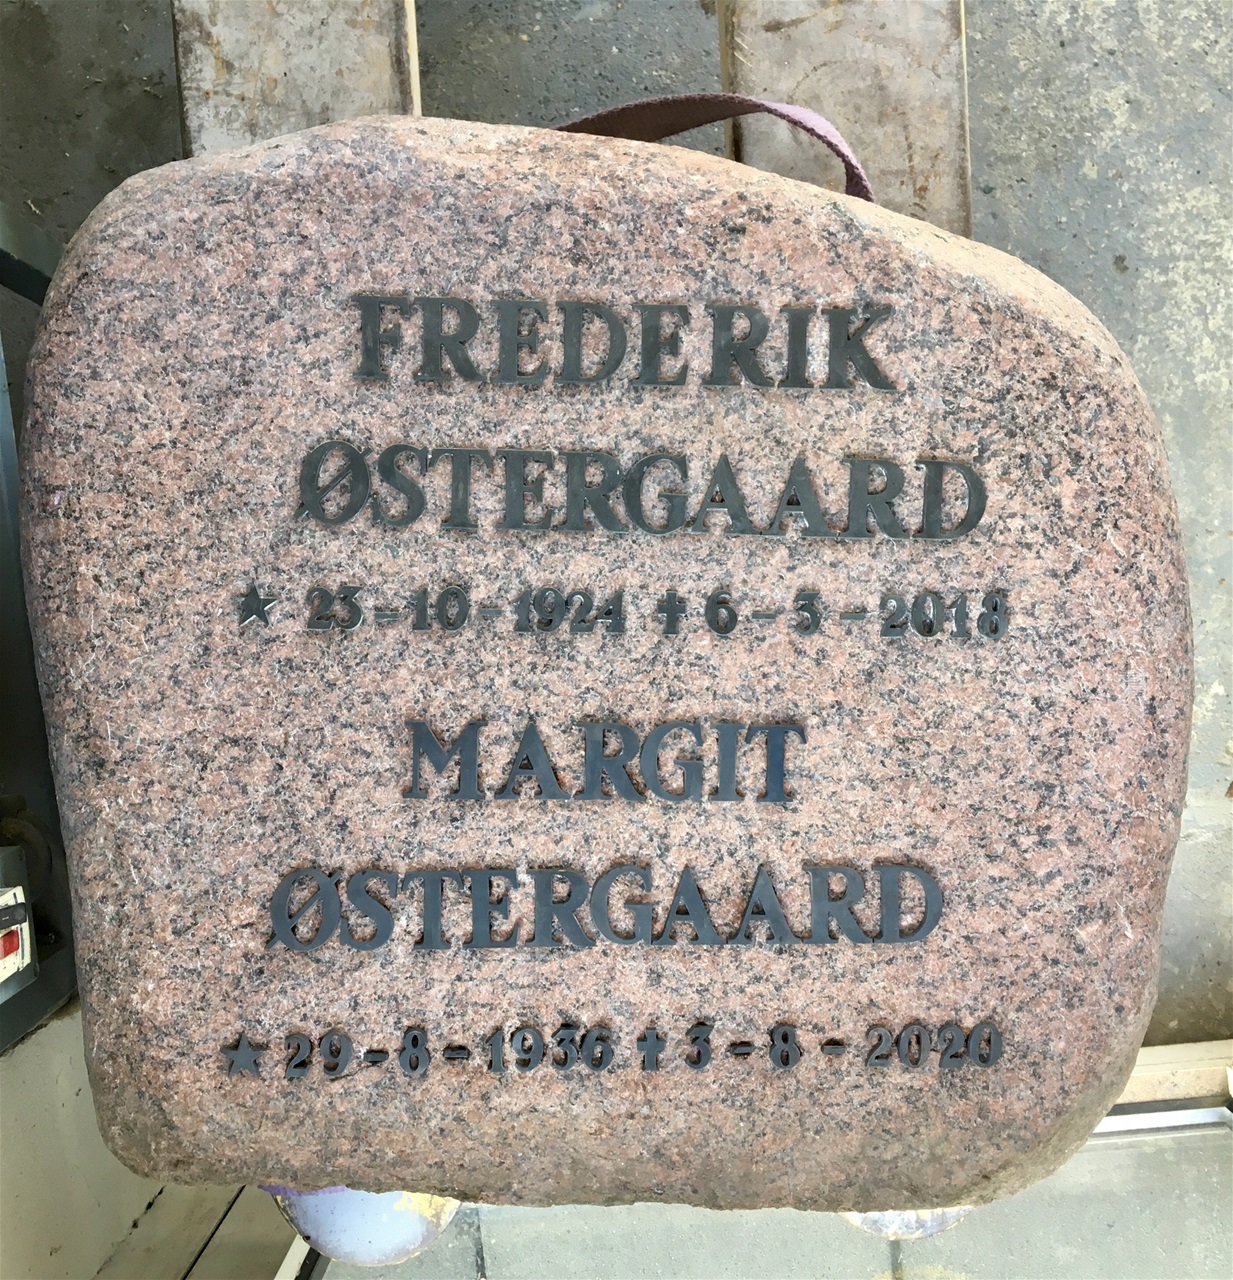 FREDERIK
ØSTERGAARD
★ 23-10-1924 ✝ 6-3-2018
MARGIT
ØSTERGAARD
★ 29-8-1936 ✝ 3-8-2020